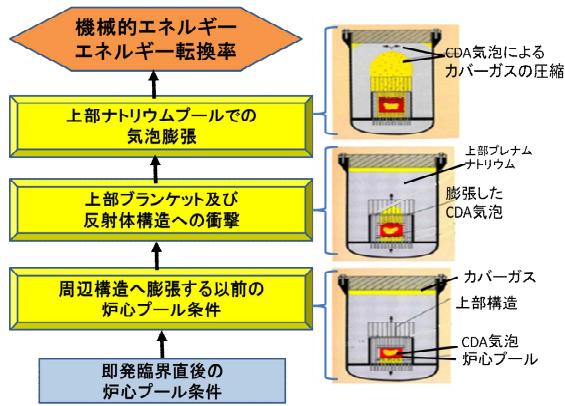 機械的エネルギー
エネルギー転換率
CDA気泡による
カバーガスの圧縮
上部ナトリウムプールでの
気泡膨張
上部プレナム
ナトリウム
上部ブランケット及び
反射体構造への衝撃
膨張した
CDA気泡
周辺構造へ膨張する以前の
炉心プール条件
カバーガス
上部構造
CDA気泡
炉心プール
即発臨界直後の
炉心プール条件